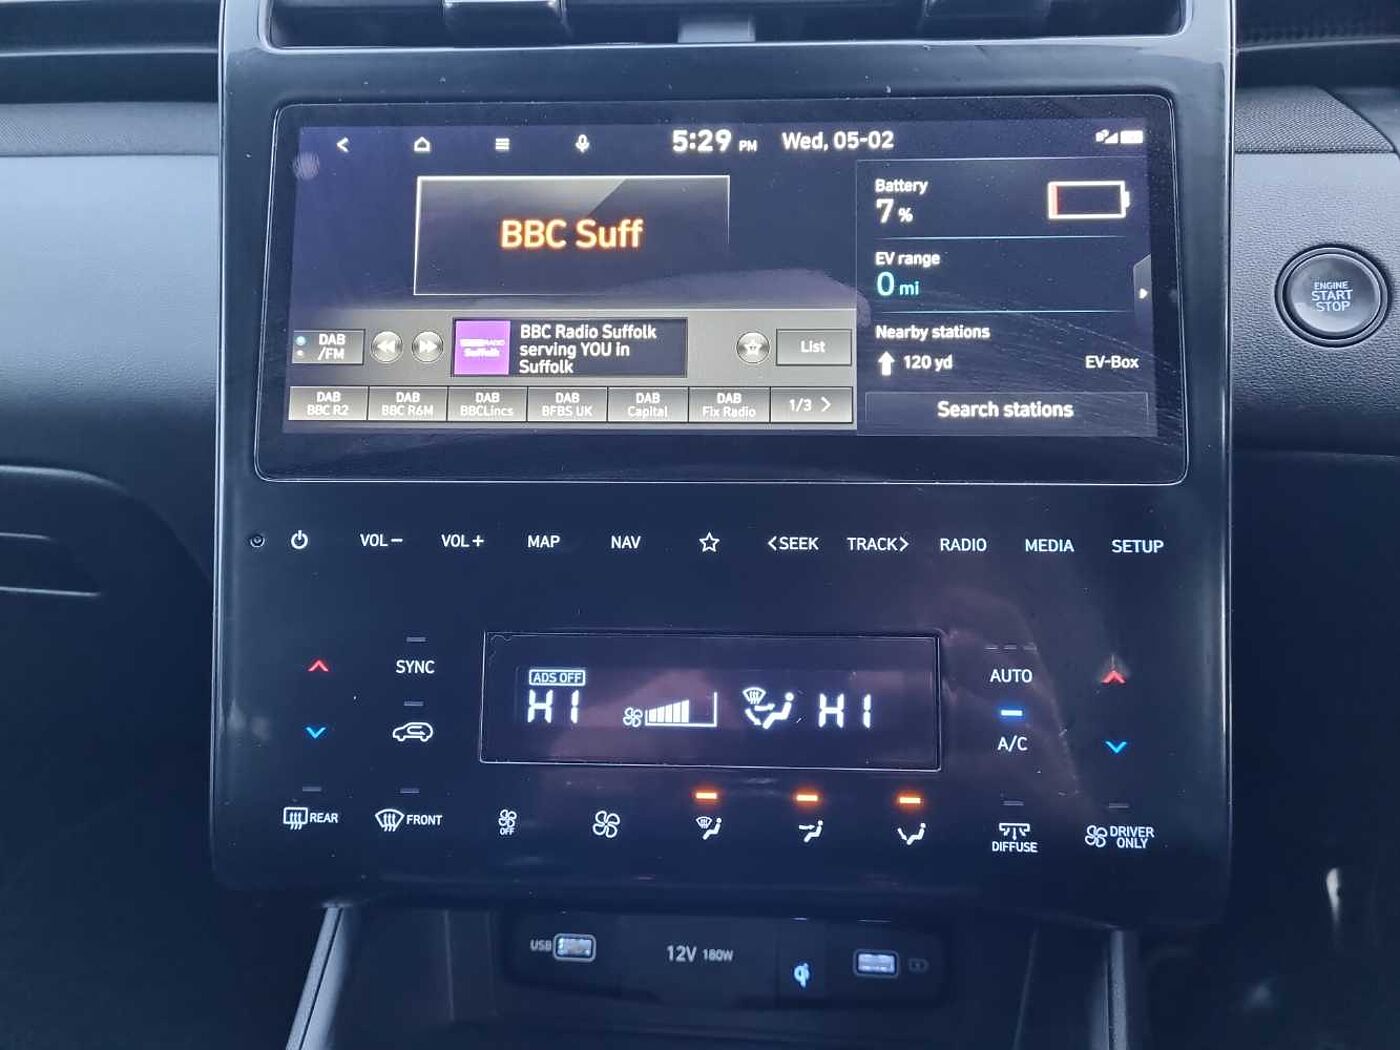 5:29 PM Wed, 05-02
BBC Suff
Battery
7 %
EV range
0 mi
Nearby stations
120 yd EV-Box
Search stations
DAB
/FM
Suffolk
BBC Radio Suffolk
serving YOU in
Suffolk
List
DAB
BBC R2
DAB
BBC R6M
DAB
BBCLincs
DAB
BFBS UK
DAB
Capital
DAB
Fix Radio
1/3 >
ENGINE
START
STOP
VOL− VOL+ MAP NAV <SEEK TRACK> RADIO MEDIA SETUP
SYNC
ADS OFF
HI HI
AUTO
A/C
REAR
FRONT
OFF
DIFFUSE
DRIVER
ONLY
USB
12V 180W